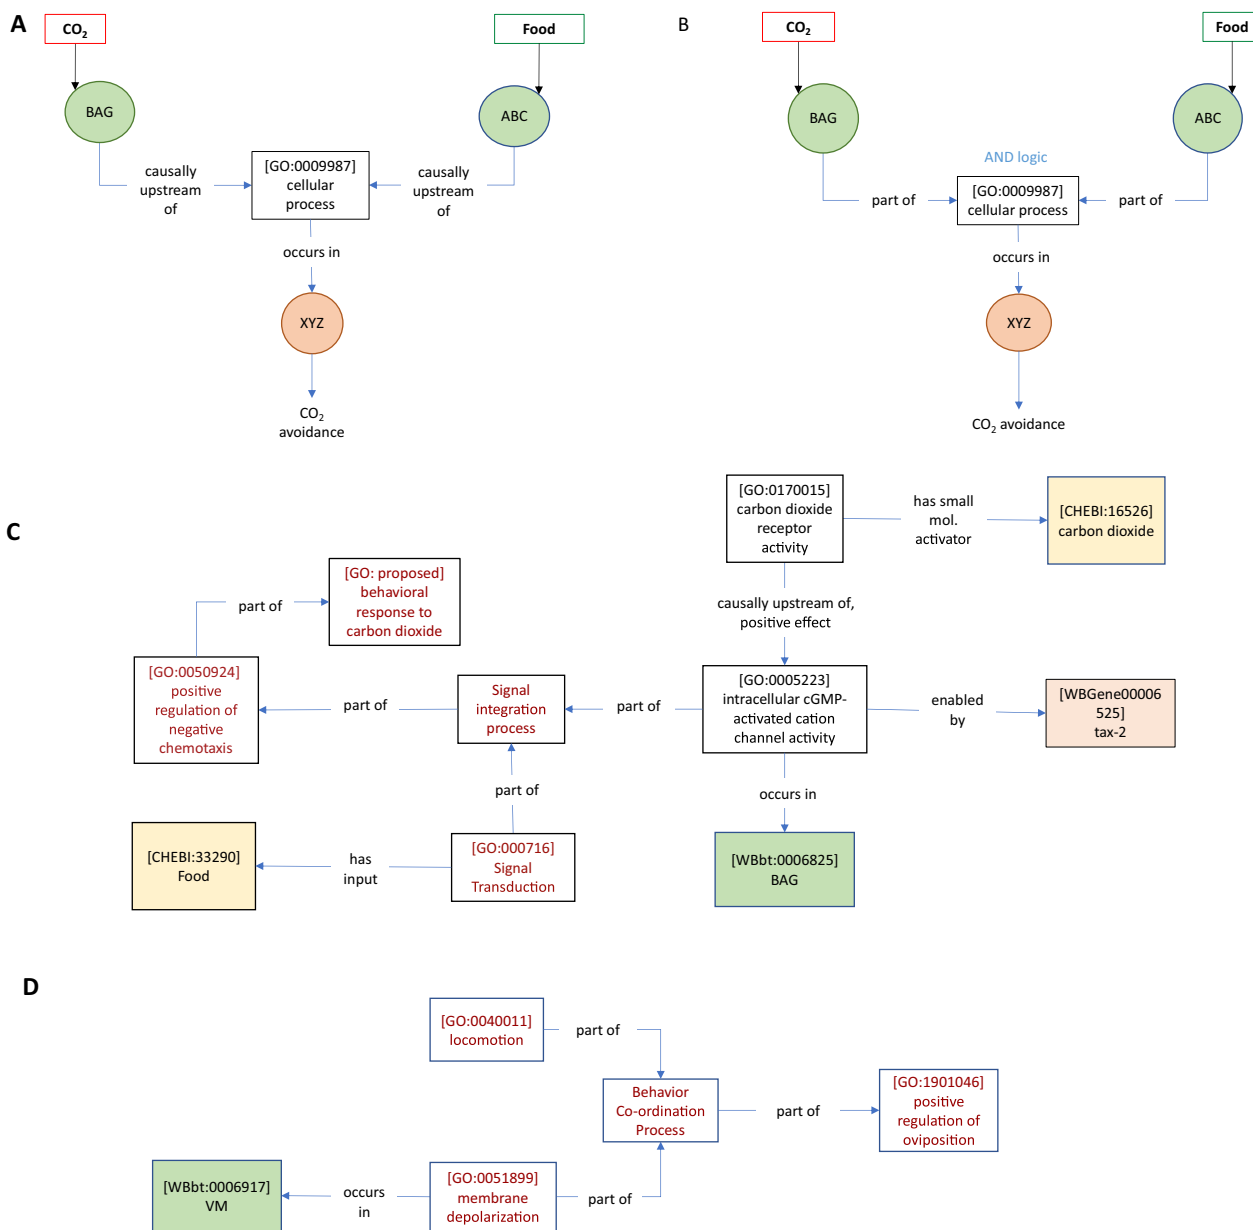 A
CO₂
Food
BAG
ABC
causally
upstream
of
[GO:0009987]
cellular
process
causally
upstream
of
occurs in
XYZ
CO₂
avoidance
B
CO₂
Food
BAG
ABC
AND logic
part of
[GO:0009987]
cellular process
part of
occurs in
XYZ
CO₂ avoidance
C
[GO:0170015]
carbon dioxide
receptor
activity
has small
mol.
activator
[CHEBI:16526]
carbon dioxide
part of
[GO: proposed]
behavioral
response to
carbon dioxide
causally upstream of,
positive effect
[GO:0050924]
positive
regulation of
negative
chemotaxis
part of
Signal
integration
process
part of
[GO:0005223]
intracellular cGMP-
activated cation
channel activity
enabled
by
[WBGene00006
525]
tax-2
part of
occurs in
[CHEBI:33290]
Food
has
input
[GO:000716]
Signal
Transduction
[WBbt:0006825]
BAG
D
[GO:0040011]
locomotion
part of
Behavior
Co-ordination
Process
part of
[GO:1901046]
positive
regulation of
oviposition
[WBbt:0006917]
VM
occurs
in
[GO:0051899]
membrane
depolarization
part of